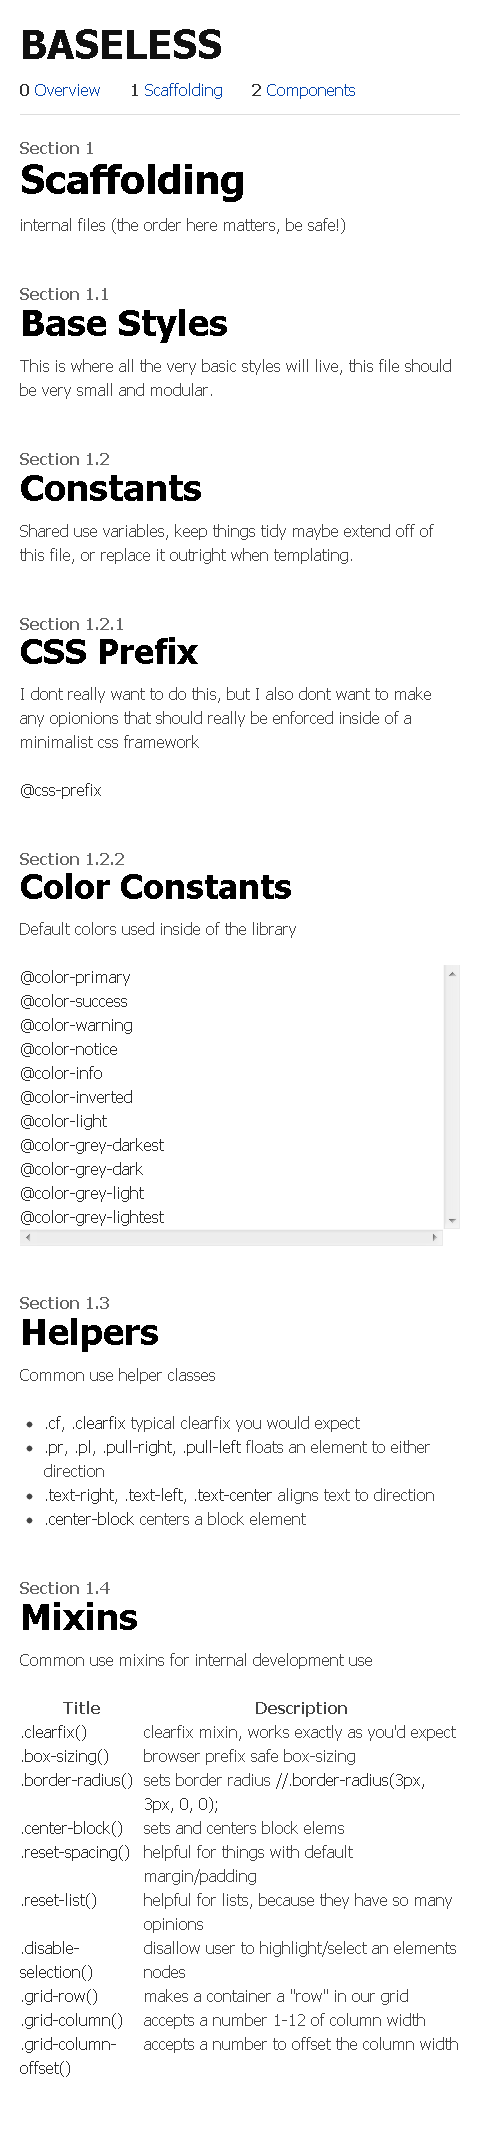 BASELESS
0 Overview 1 Scaffolding 2 Components
Section 1
Scaffolding
internal files (the order here matters, be safe!)
Section 1.1
Base Styles
This is where all the very basic styles will live, this file should
be very small and modular.
Section 1.2
Constants
Shared use variables, keep things tidy maybe extend off of
this file, or replace it outright when templating.
Section 1.2.1
CSS Prefix
I dont really want to do this, but I also dont want to make
any opionions that should really be enforced inside of a
minimalist css framework
@css-prefix
Section 1.2.2
Color Constants
Default colors used inside of the library
@color-primary
@color-success
@color-warning
@color-notice
@color-info
@color-inverted
@color-light
@color-grey-darkest
@color-grey-dark
@color-grey-light
@color-grey-lightest
Section 1.3
Helpers
Common use helper classes
• .cf, .clearfix typical clearfix you would expect
• .pr, .pl, .pull-right, .pull-left floats an element to either
direction
• .text-right, .text-left, .text-center aligns text to direction
• .center-block centers a block element
Section 1.4
Mixins
Common use mixins for internal development use
Title Description
.clearfix() clearfix mixin, works exactly as you'd expect
.box-sizing() browser prefix safe box-sizing
.border-radius() sets border radius //.border-radius(3px,
3px, 0, 0);
.center-block() sets and centers block elems
.reset-spacing() helpful for things with default
margin/padding
.reset-list() helpful for lists, because they have so many
opinions
.disable- disallow user to highlight/select an elements
selection() nodes
.grid-row() makes a container a "row" in our grid
.grid-column() accepts a number 1-12 of column width
.grid-column- accepts a number to offset the column width
offset()